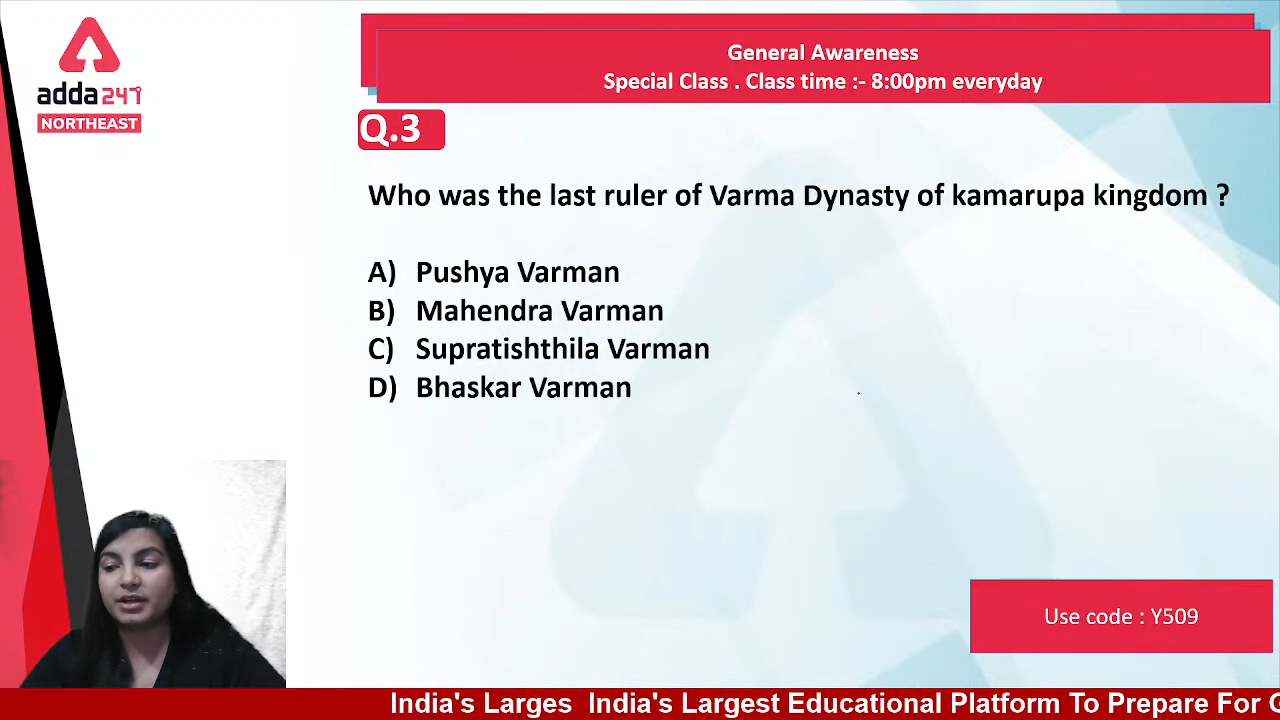 General Awareness
Special Class . Class time :- 8:00pm everyday
adda247
NORTHEAST
Q.3
Who was the last ruler of Varma Dynasty of kamarupa kingdom ?
A) Pushya Varman
B) Mahendra Varman
C) Supratishthila Varman
D) Bhaskar Varman
Use code : Y509
India's Larges India's Largest Educational Platform To Prepare For